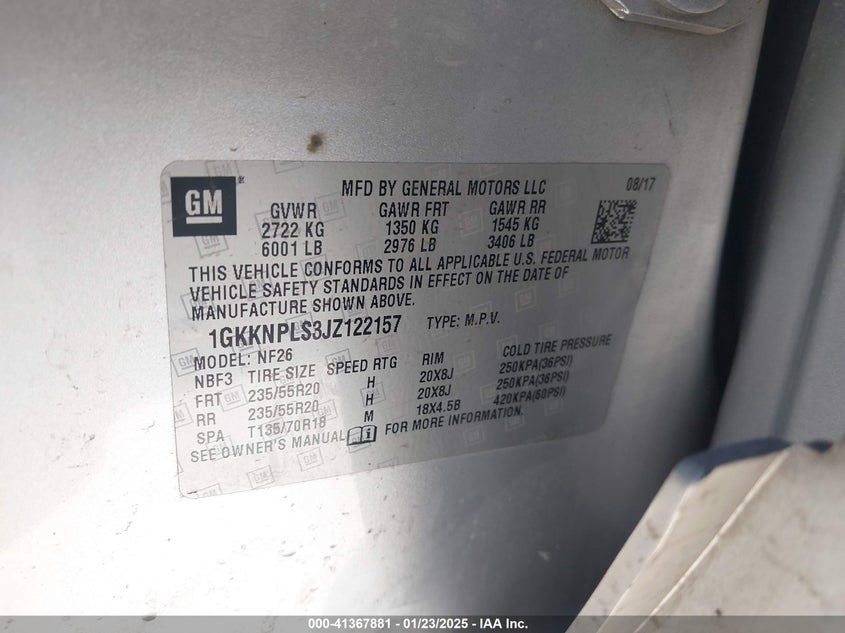 GM
MFD BY GENERAL MOTORS LLC 08/17
GVWR GAWR FRT GAWR RR
2722 KG 1350 KG 1545 KG
6001 LB 2976 LB 3406 LB
THIS VEHICLE CONFORMS TO ALL APPLICABLE U.S. FEDERAL MOTOR
VEHICLE SAFETY STANDARDS IN EFFECT ON THE DATE OF
MANUFACTURE SHOWN ABOVE.
1GKKNPLS3JZ122157 TYPE: M.P.V.
MODEL: NF26
NBF3 TIRE SIZE SPEED RTG RIM COLD TIRE PRESSURE
FRT 235/55R20 H 20X8J 250KPA(36PSI)
RR 235/55R20 H 20X8J 250KPA(36PSI)
SPA T135/70R18 M 18X4.5B 420KPA(60PSI)
SEE OWNER'S MANUAL FOR MORE INFORMATION.
000-41367881 - 01/23/2025 - IAA Inc.